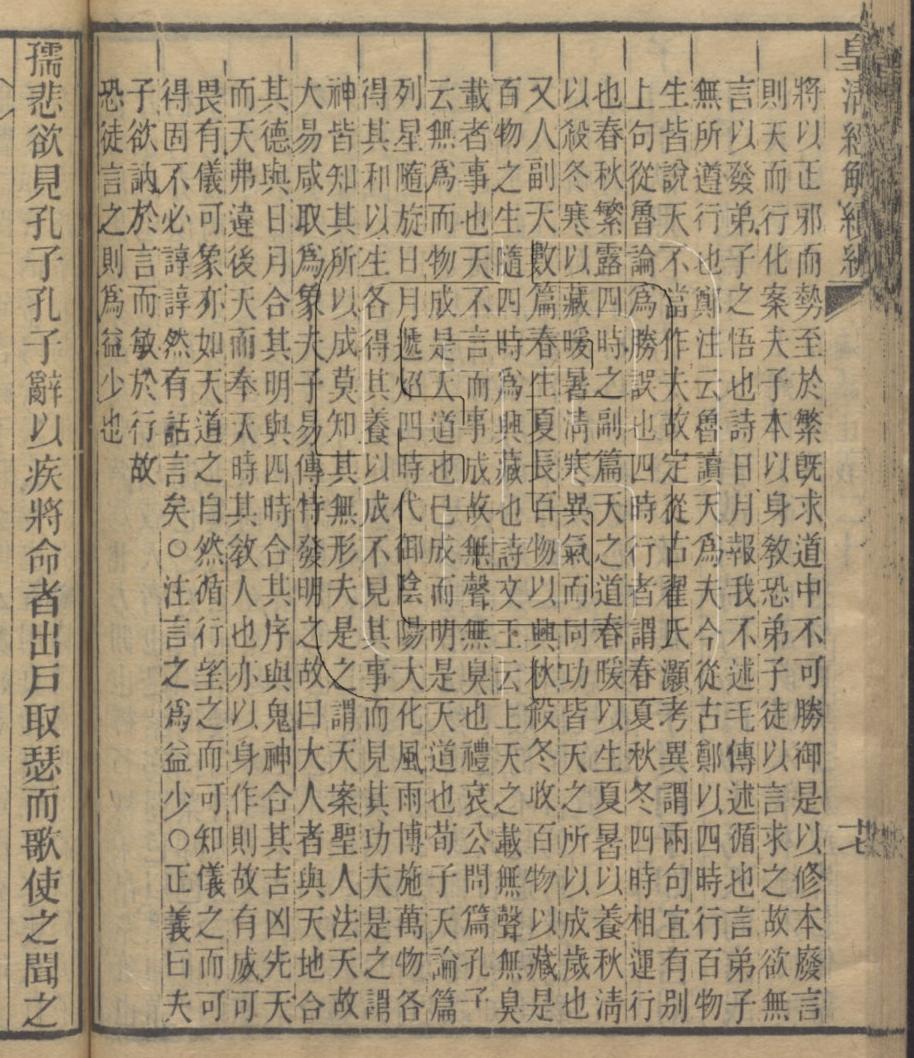 皇清經解續編
十七
將以正邪而勢至於繁既求道中不可勝御是以修本廢言
則天而行化案夫子本以身敎恐弟子徒以言求之故欲無
言以發弟子之悟也詩日月報我不述毛傳述循也言弟子
無所遵行也鄭注云魯讀天爲夫今從古鄭以四時行百物
生皆說天不當作夫故定從古翟氏灝考異謂兩句宜有別
上句從魯論爲勝誤也四時行者謂春夏秋冬四時相運行
也春秋繁露四時之副篇天之道春暖以生夏暑以養秋淸
以殺冬寒以藏暖暑淸寒異氣而同功皆天之所以成歲也
又人副天數篇春生夏長百物以興秋殺冬收百物以藏是
百物之生隨四時爲興藏也詩文王云上天之載無聲無臭
載者事也天不言而事成故無聲無臭也禮哀公問篇孔子
云無爲而物成是天道也已成而明是天道也荀子天論篇
列星隨旋日月遞炤四時代御陰陽大化風雨博施萬物各
得其和以生各得其養以成不見其事而見其功夫是之謂
神皆知其所以成莫知其無形夫是之謂天案聖人法天故
大易咸取爲象夫子易傳特發明之故曰大人者與天地合
其德與日月合其明與四時合其序與鬼神合其吉凶先天
而天弗違後天而奉天時其敎人也亦以身作則故有威可
畏有儀可象亦如天道之自然循行望之而可知儀之而可
得固不必諄諄然有話言矣○注言之爲益少○正義曰夫
子欲訥於言而敏於行故
恐徒言之則爲益少也
孺悲欲見孔子孔子辭以疾將命者出戶取瑟而歌使之聞之